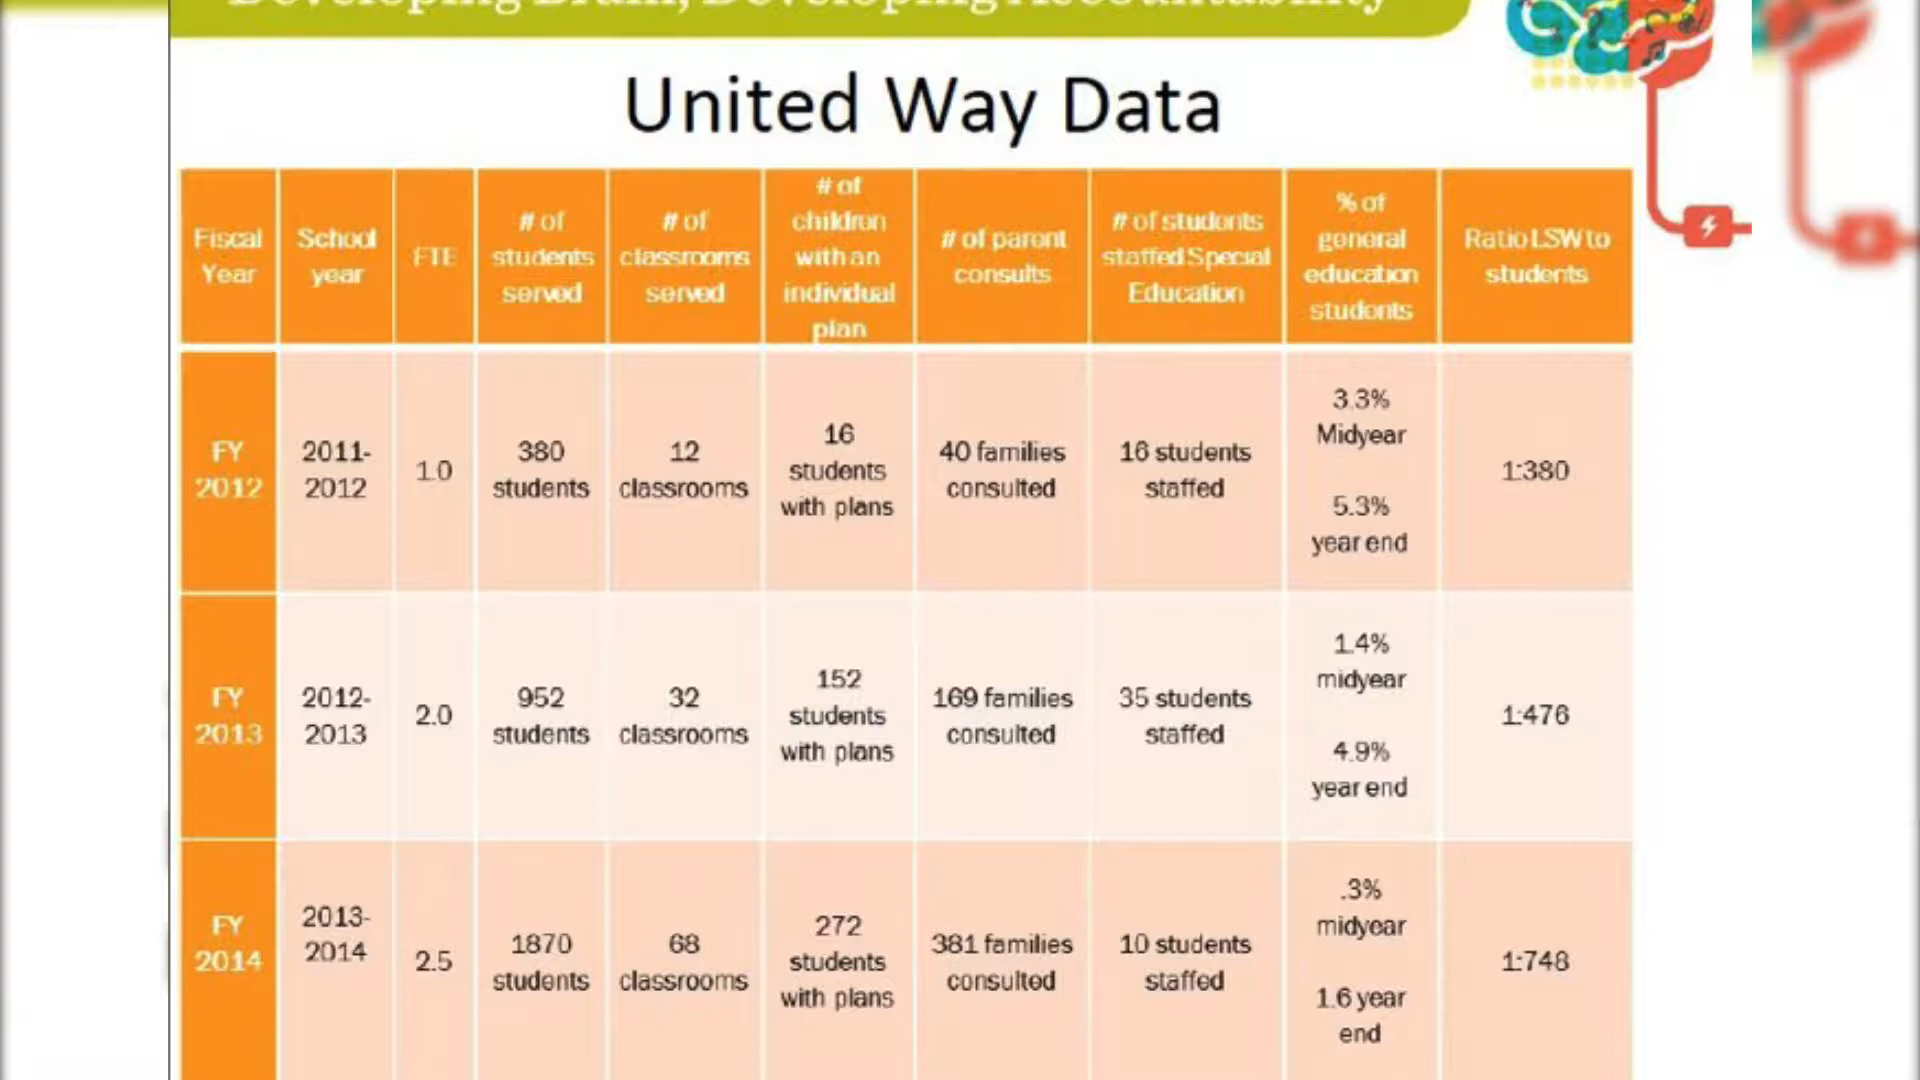 Developing Brain, Developing Accountability
United Way Data
Fiscal
Year
School
year
FTE
# of
students
served
# of
classrooms
served
# of
children
with an
individual
plan
# of parent
consults
# of students
staffed Special
Education
% of
general
education
students
Ratio LSW to
students
FY
2012
2011-
2012
1.0
380
students
12
classrooms
16
students
with plans
40 families
consulted
16 students
staffed
3.3%
Midyear
5.3%
year end
1:380
FY
2013
2012-
2013
2.0
952
students
32
classrooms
152
students
with plans
169 families
consulted
35 students
staffed
1.4%
midyear
4.9%
year end
1:476
FY
2014
2013-
2014
2.5
1870
students
68
classrooms
272
students
with plans
381 families
consulted
10 students
staffed
.3%
midyear
1.6 year
end
1:748